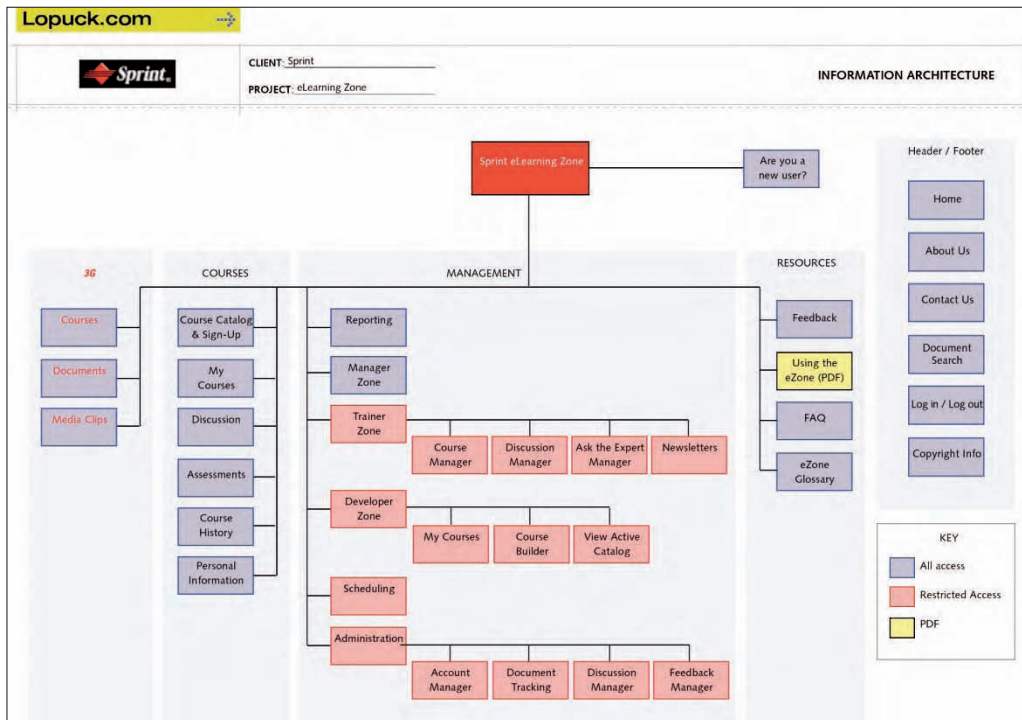 Lopuck.com
Sprint.
CLIENT: Sprint
PROJECT: eLearning Zone
INFORMATION ARCHITECTURE
Sprint eLearning Zone
Are you a
new user?
3G
Courses
Documents
Media Clips
COURSES
Course Catalog
& Sign-Up
My
Courses
Discussion
Assessments
Course
History
Personal
Information
MANAGEMENT
Reporting
Manager
Zone
Trainer
Zone
Course
Manager
Discussion
Manager
Ask the Expert
Manager
Newsletters
Developer
Zone
My Courses
Course
Builder
View Active
Catalog
Scheduling
Administration
Account
Manager
Document
Tracking
Discussion
Manager
Feedback
Manager
RESOURCES
Feedback
Using the
eZone (PDF)
FAQ
eZone
Glossary
Header / Footer
Home
About Us
Contact Us
Document
Search
Log in / Log out
Copyright Info
KEY
All access
Restricted Access
PDF